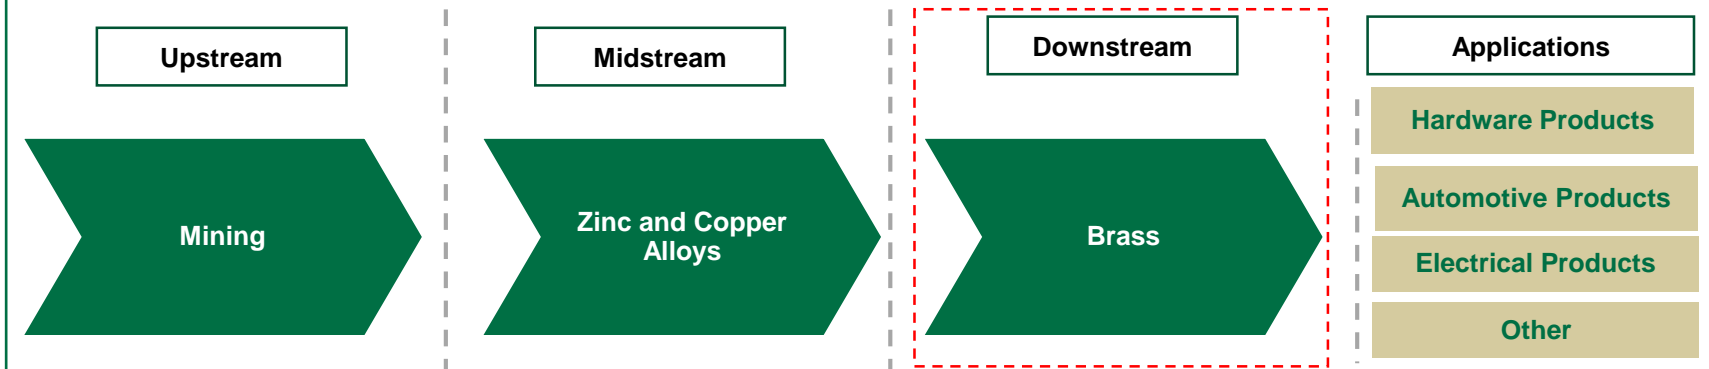 Upstream
Midstream
Downstream
Applications
Mining
Zinc and Copper
Alloys
Brass
Hardware Products
Automotive Products
Electrical Products
Other